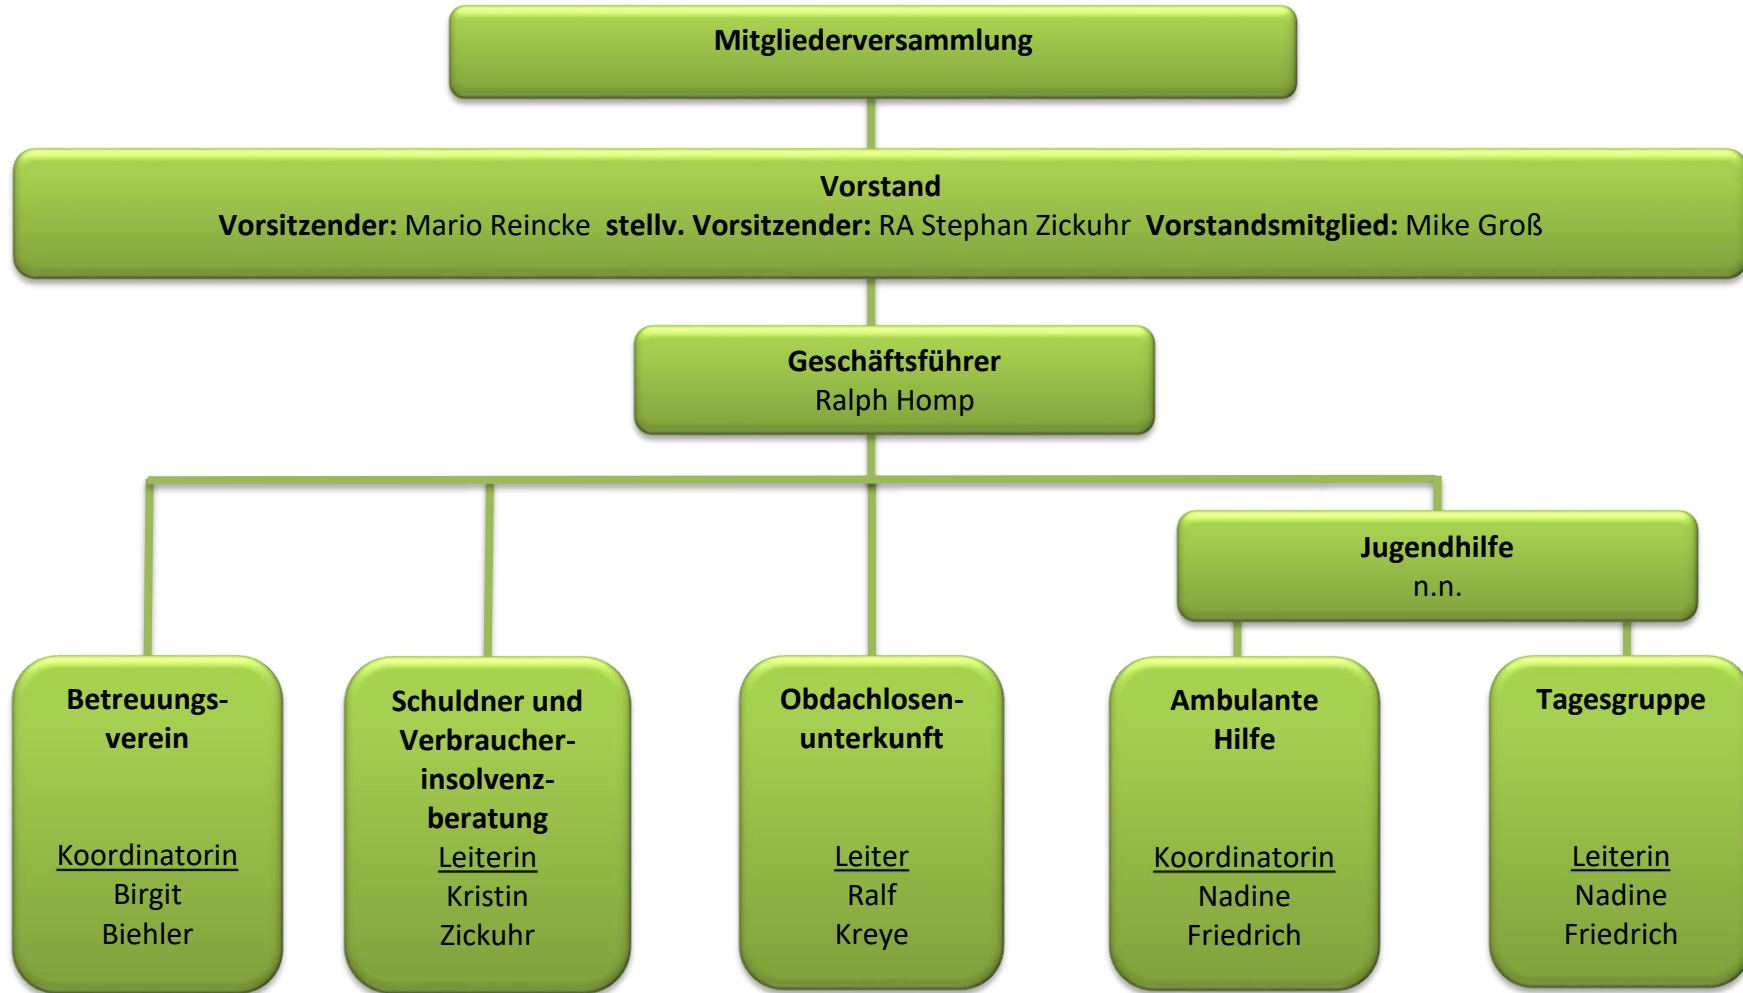 Mitgliederversammlung
Vorstand
Vorsitzender: Mario Reincke stellv. Vorsitzender: RA Stephan Zickuhr Vorstandsmitglied: Mike Groß
Geschäftsführer
Ralph Homp
Jugendhilfe
n.n.
Betreuungs-
verein
Koordinatorin
Birgit
Biehler
Schuldner und
Verbraucher-
insolvenz-
beratung
Leiterin
Kristin
Zickuhr
Obdachlosen-
unterkunft
Leiter
Ralf
Kreye
Ambulante
Hilfe
Koordinatorin
Nadine
Friedrich
Tagesgruppe
Leiterin
Nadine
Friedrich